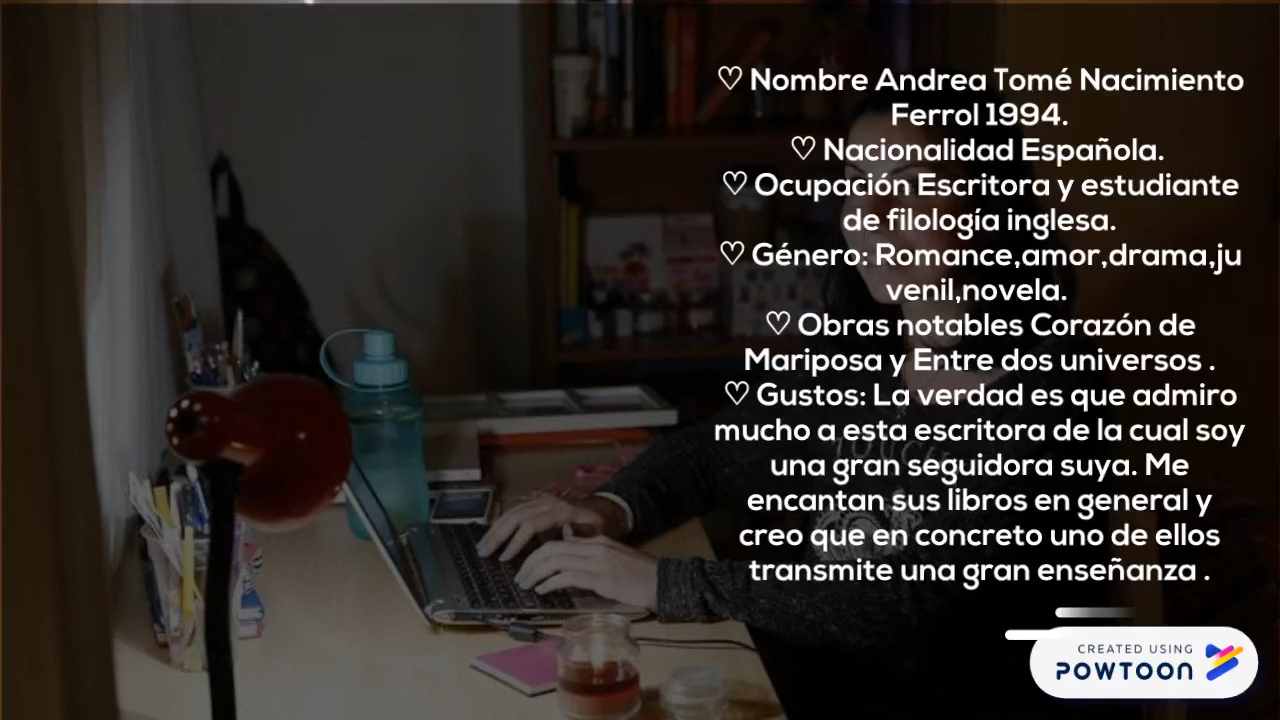 ♡ Nombre Andrea Tomé Nacimiento
Ferrol 1994.
♡ Nacionalidad Española.
♡ Ocupación Escritora y estudiante
de filología inglesa.
♡ Género: Romance,amor,drama,ju
venil,novela.
♡ Obras notables Corazón de
Mariposa y Entre dos universos .
♡ Gustos: La verdad es que admiro
mucho a esta escritora de la cual soy
una gran seguidora suya. Me
encantan sus libros en general y
creo que en concreto uno de ellos
transmite una gran enseñanza .
CREATED USING
POWTOON